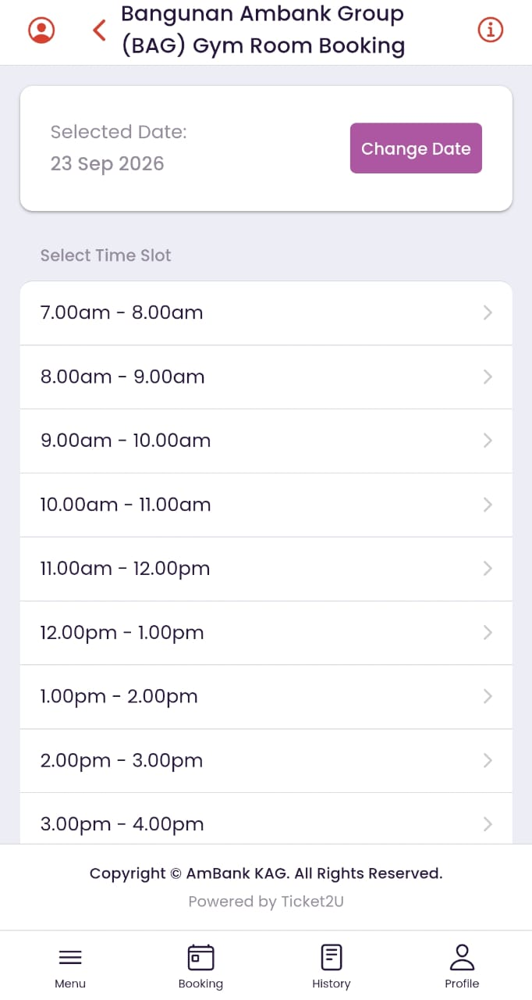 Bangunan Ambank Group
(BAG) Gym Room Booking
Selected Date:
23 Sep 2026
Change Date
Select Time Slot
7.00am - 8.00am
8.00am - 9.00am
9.00am - 10.00am
10.00am - 11.00am
11.00am - 12.00pm
12.00pm - 1.00pm
1.00pm - 2.00pm
2.00pm - 3.00pm
3.00pm - 4.00pm
Copyright © AmBank KAG. All Rights Reserved.
Powered by Ticket2U
Menu
Booking
History
Profile